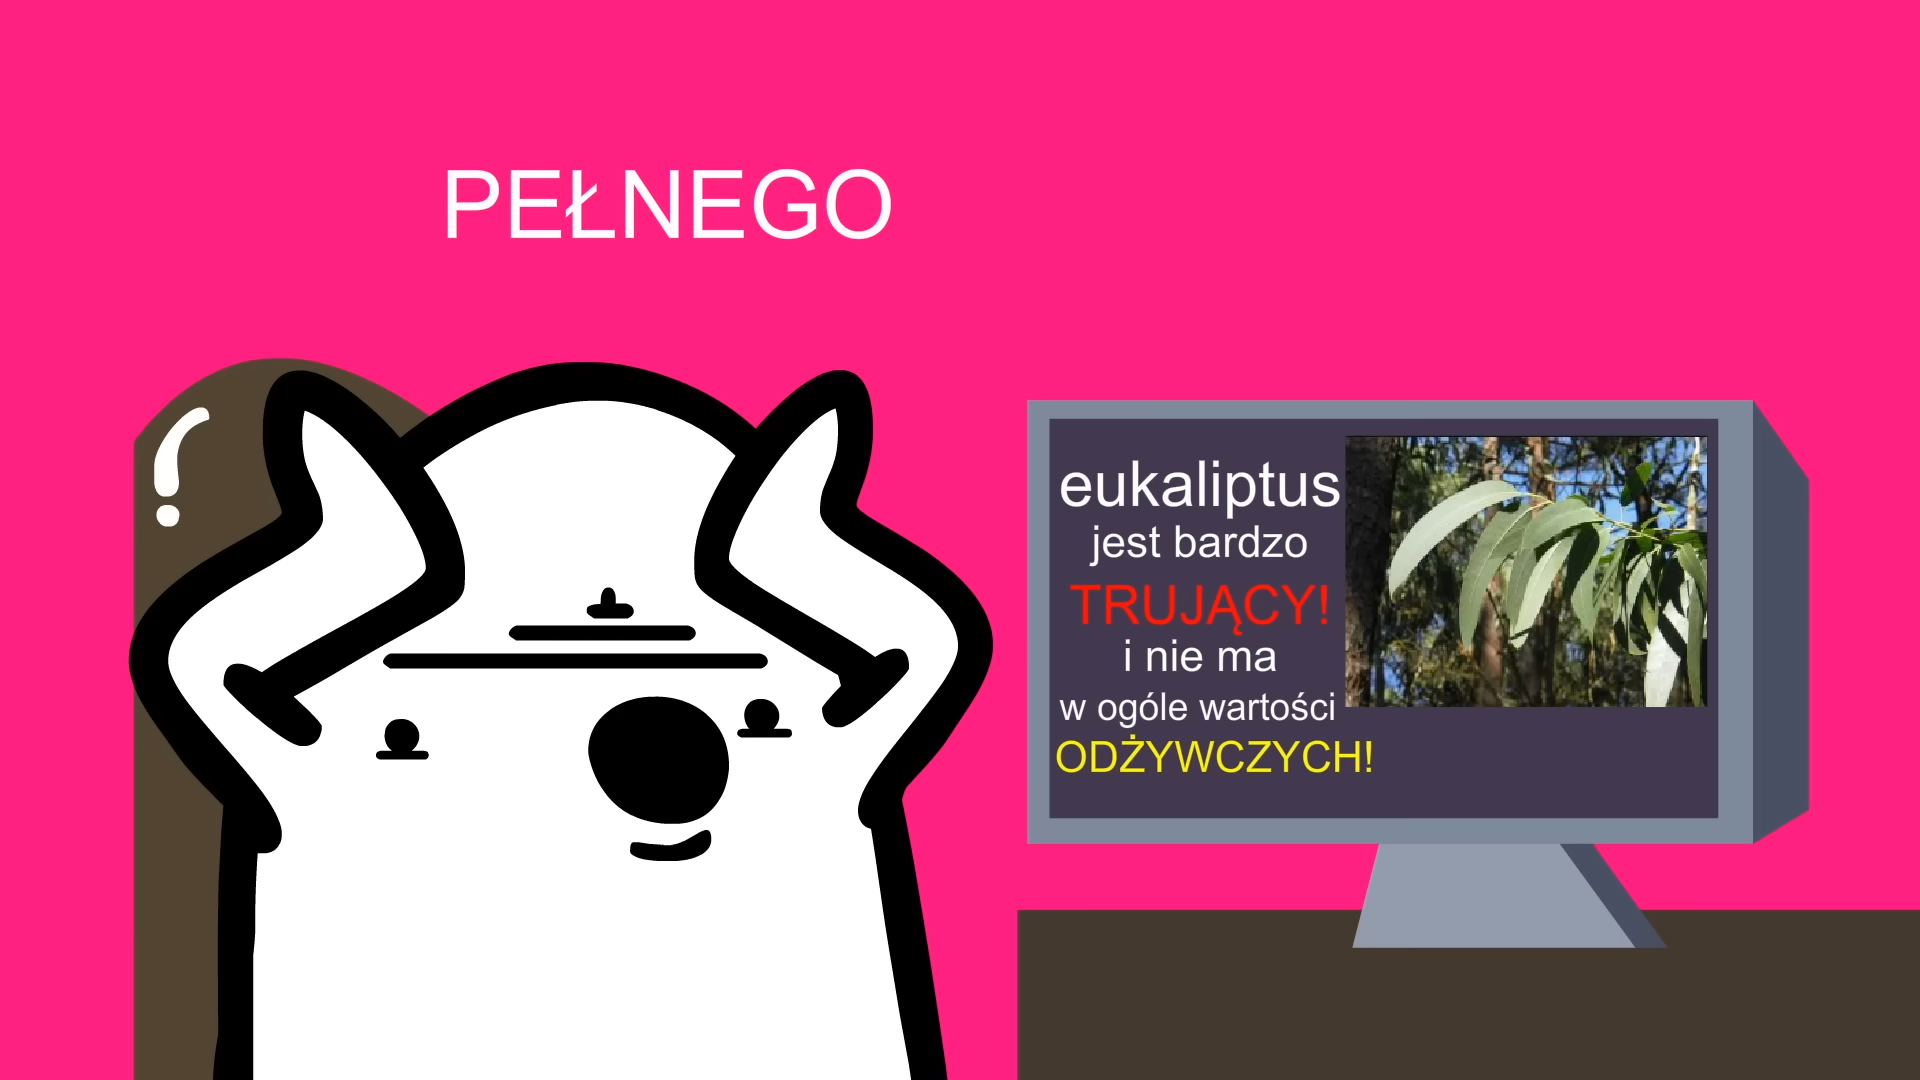 PEŁNEGO
eukaliptus
jest bardzo
TRUJĄCY!
i nie ma
w ogóle wartości
ODŻYWCZYCH!